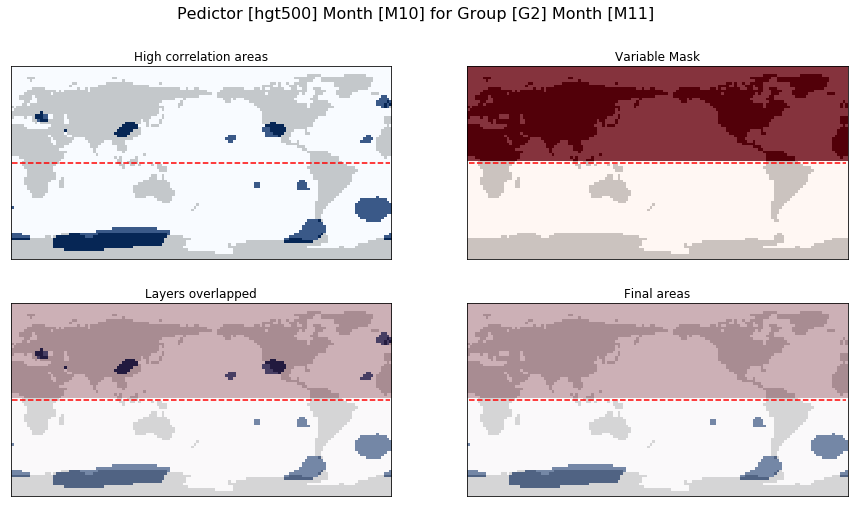 Pedictor [hgt500] Month [M10] for Group [G2] Month [M11]
High correlation areas
Variable Mask
Layers overlapped
Final areas